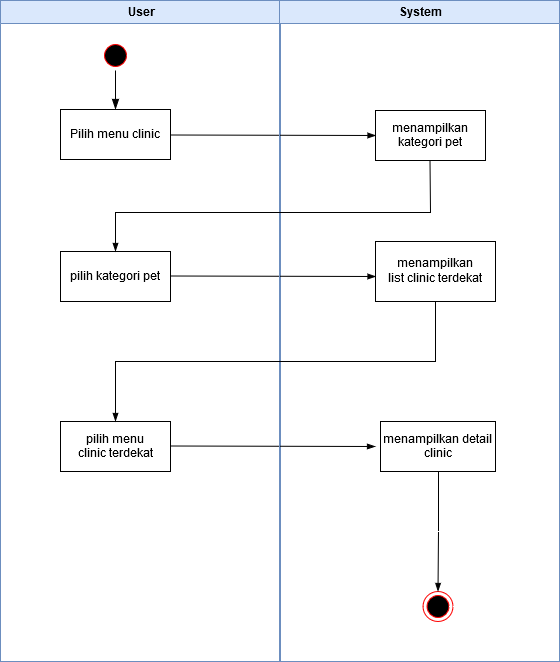 User
System
Pilih menu clinic
menampilkan
kategori pet
pilih kategori pet
menampilkan
list clinic terdekat
pilih menu
clinic terdekat
menampilkan detail
clinic